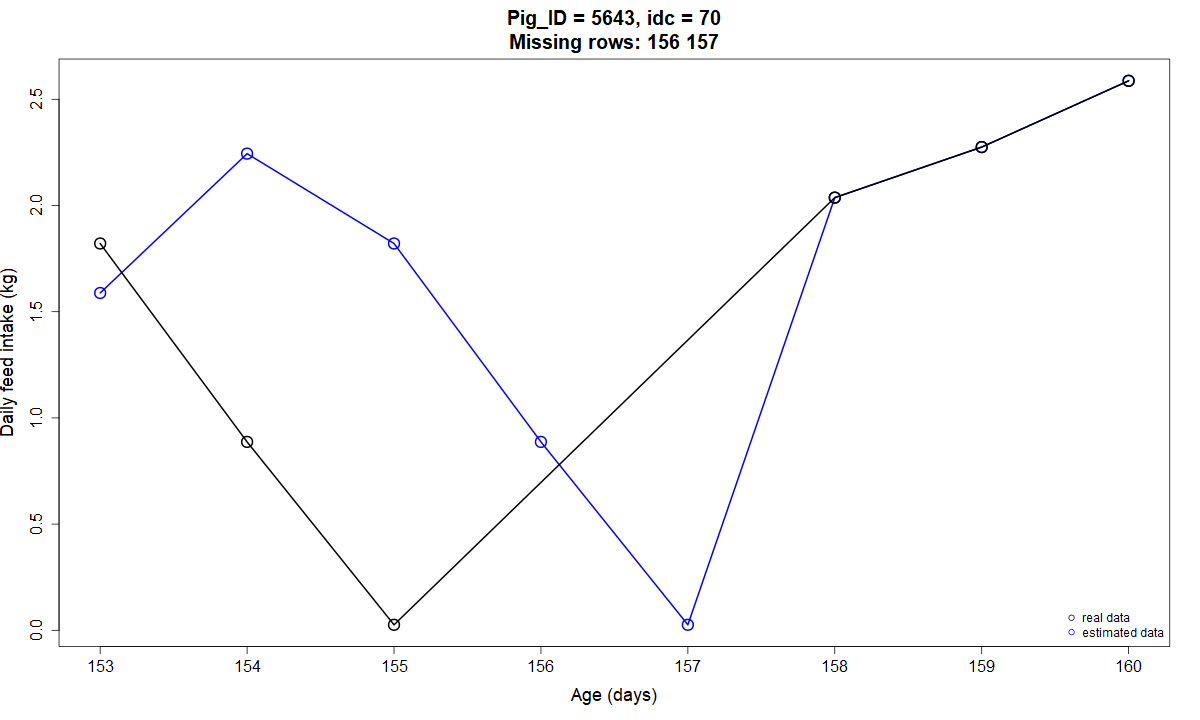 Pig_ID = 5643, idc = 70
Missing rows: 156 157
Daily feed intake (kg)
2.5
2.0
1.5
1.0
0.5
0.0
real data
estimated data
153 154 155 156 157 158 159 160
Age (days)